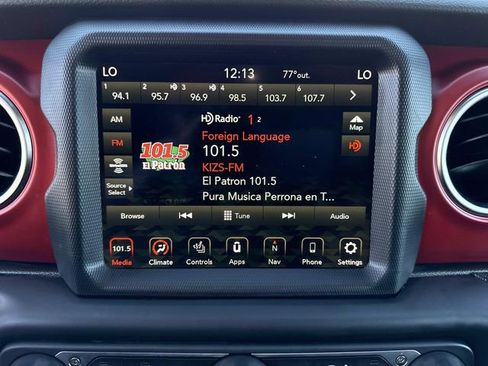 LO 12:13 77°out. LO
1 2 3 4 5 6
94.1 95.7 96.9 98.5 103.7 107.7
AM HD Radio 1 2 Map
FM Foreign Language HD
101.5
101.5 KIZS-FM
El Patrón El Patron 101.5
Source Select Pura Musica Perrona en T...
Browse Tune Audio
101.5 N
Media Climate Controls Apps Nav Phone Settings